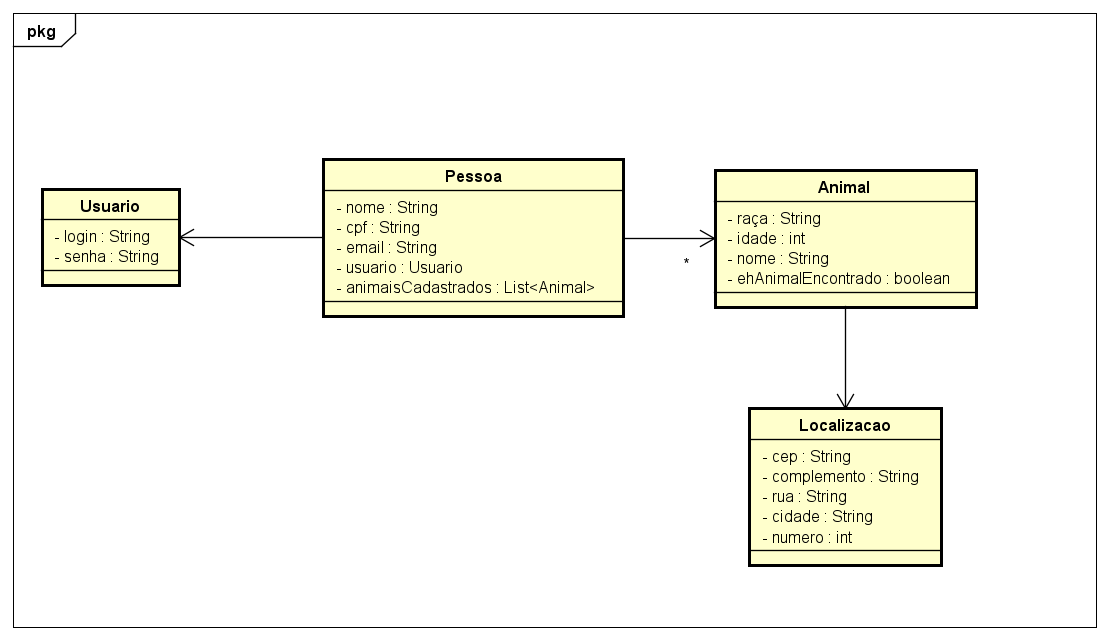 pkg
Usuario
- login : String
- senha : String
Pessoa
- nome : String
- cpf : String
- email : String
- usuario : Usuario
- animaisCadastrados : List<Animal>
*
Animal
- raça : String
- idade : int
- nome : String
- ehAnimalEncontrado : boolean
Localizacao
- cep : String
- complemento : String
- rua : String
- cidade : String
- numero : int